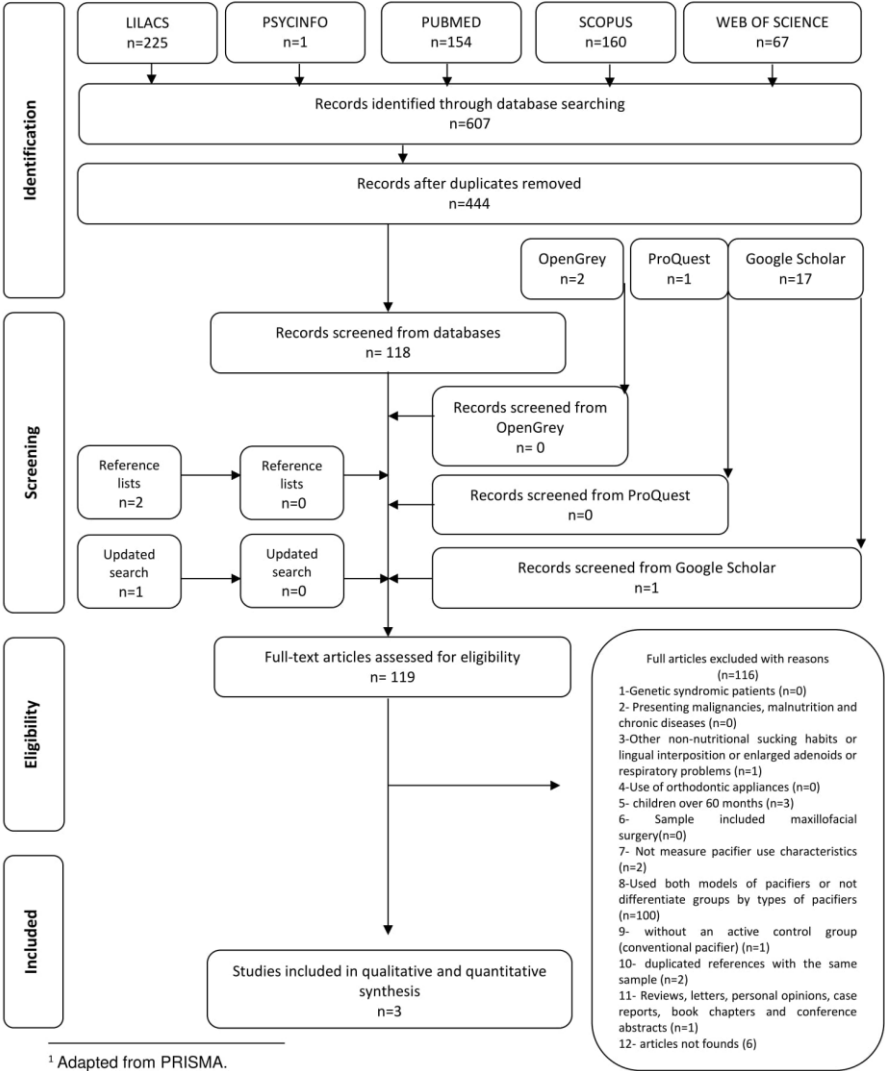 LILACS
n=225
PSYCINFO
n=1
PUBMED
n=154
SCOPUS
n=160
WEB OF SCIENCE
n=67
Identification
Records identified through database searching
n=607
Records after duplicates removed
n=444
OpenGrey
n=2
ProQuest
n=1
Google Scholar
n=17
Screening
Records screened from databases
n= 118
Records screened from
OpenGrey
n= 0
Reference
lists
n=2
Reference
lists
n=0
Records screened from ProQuest
n=0
Updated
search
n=1
Updated
search
n=0
Records screened from Google Scholar
n=1
Eligibility
Full-text articles assessed for eligibility
n= 119
Full articles excluded with reasons
(n=116)
1-Genetic syndromic patients (n=0)
2- Presenting malignancies, malnutrition and
chronic diseases (n=0)
3-Other non-nutritional sucking habits or
lingual interposition or enlarged adenoids or
respiratory problems (n=1)
4-Use of orthodontic appliances (n=0)
5- children over 60 months (n=3)
6- Sample included maxillofacial
surgery(n=0)
7- Not measure pacifier use characteristics
(n=2)
8-Used both models of pacifiers or not
differentiate groups by types of pacifiers
(n=100)
9- without an active control group
(conventional pacifier) (n=1)
10- duplicated references with the same
sample (n=2)
11- Reviews, letters, personal opinions, case
reports, book chapters and conference
abstracts (n=1)
12- articles not founds (6)
Included
Studies included in qualitative and quantitative
synthesis
n=3
1 Adapted from PRISMA.